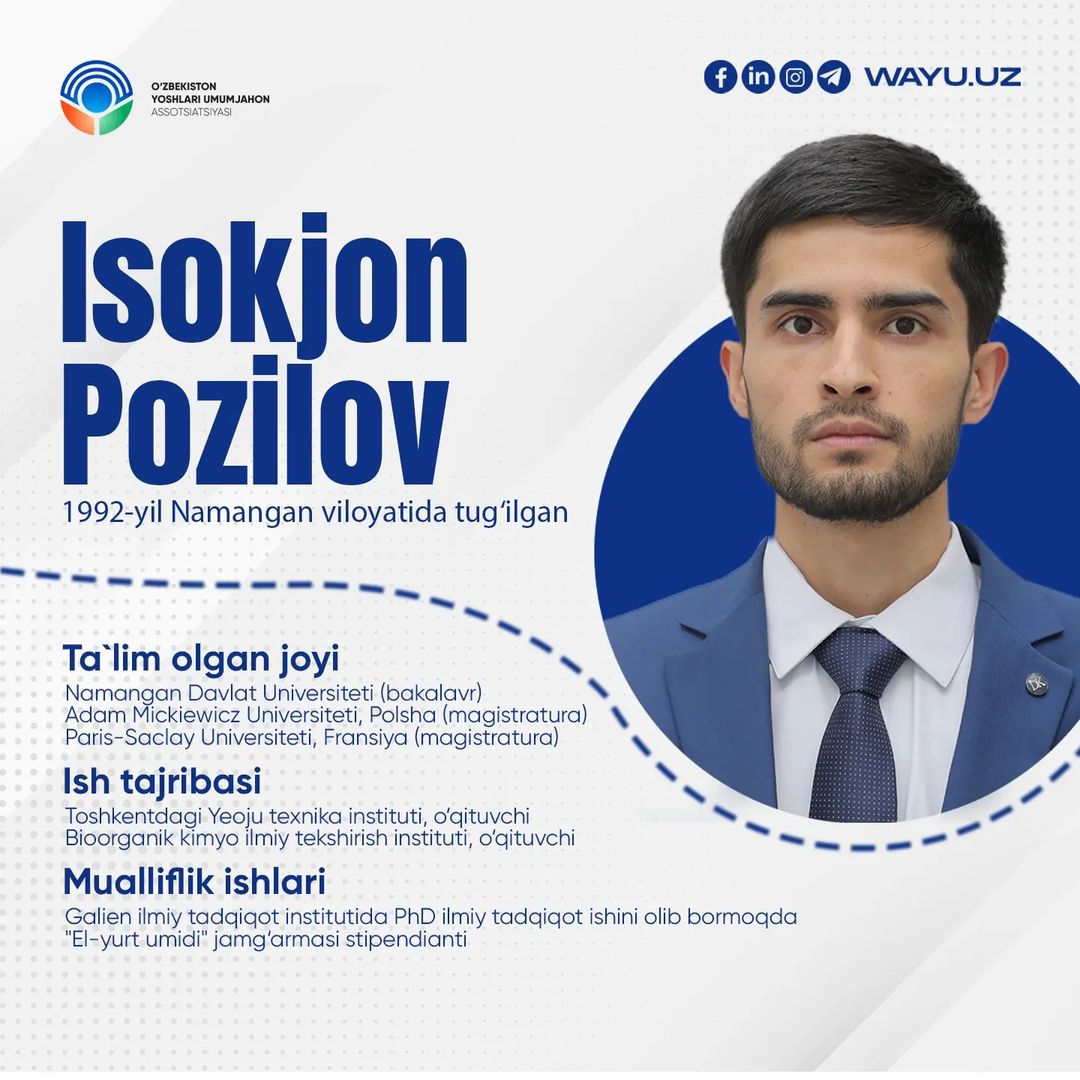 O'ZBEKISTON
YOSHLARI UMUMJAHON
ASSOTSIATSIYASI
WAYU.UZ
Isokjon
Pozilov
1992-yil Namangan viloyatida tug‘ilgan
Ta`lim olgan joyi
Namangan Davlat Universiteti (bakalavr)
Adam Mickiewicz Universiteti, Polsha (magistratura)
Paris-Saclay Universiteti, Fransiya (magistratura)
Ish tajribasi
Toshkentdagi Yeoju texnika instituti, o‘qituvchi
Bioorganik kimyo ilmiy tekshirish instituti, o‘qituvchi
Mualliflik ishlari
Galien ilmiy tadqiqot institutida PhD ilmiy tadqiqot ishini olib bormoqda
"El-yurt umidi" jamg‘armasi stipendianti